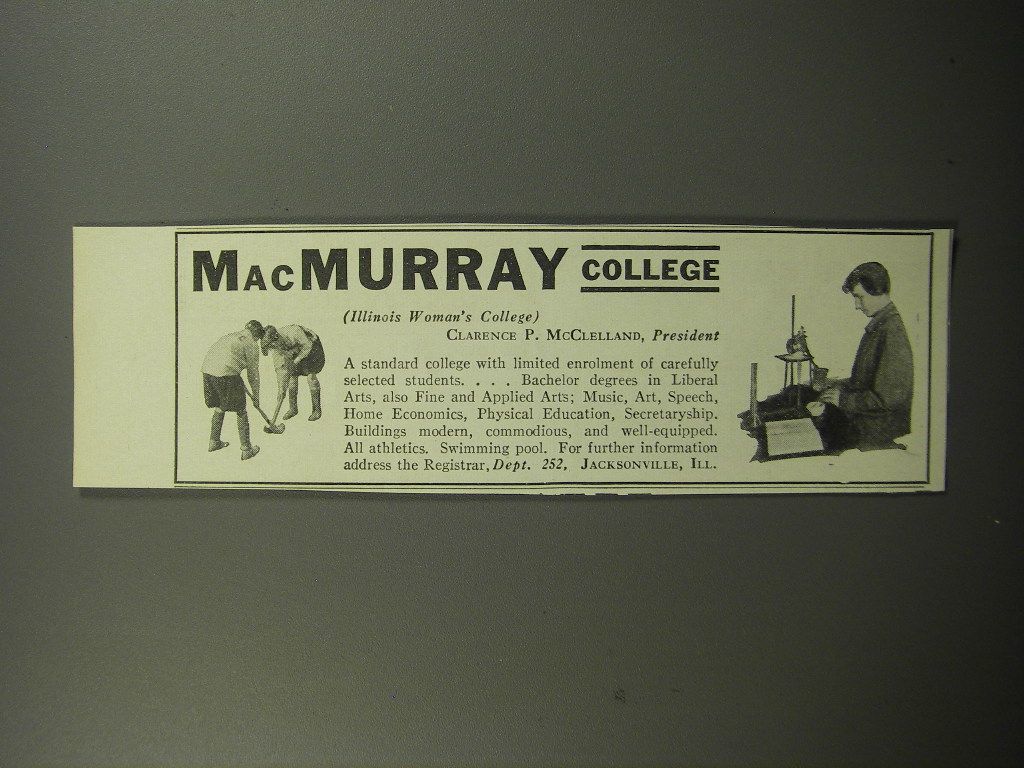 MACMURRAY COLLEGE
(Illinois Woman's College)
CLARENCE P. MCCLELLAND, President
A standard college with limited enrolment of carefully
selected students. . . . Bachelor degrees in Liberal
Arts, also Fine and Applied Arts; Music, Art, Speech,
Home Economics, Physical Education, Secretaryship.
Buildings modern, commodious, and well-equipped.
All athletics. Swimming pool. For further information
address the Registrar, Dept. 252, JACKSONVILLE, ILL.